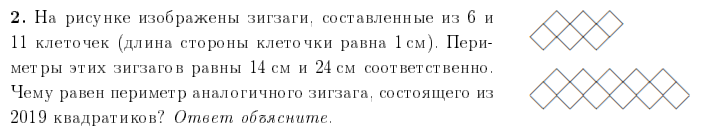 2. На рисунке изображены зигзаги, составленные из 6 и
11 клеточек (длина стороны клеточки равна 1 см). Пери-
метры этих зигзагов равны 14 см и 24 см соответственно.
Чему равен периметр аналогичного зигзага, состоящего из
2019 квадратиков? Ответ объясните.